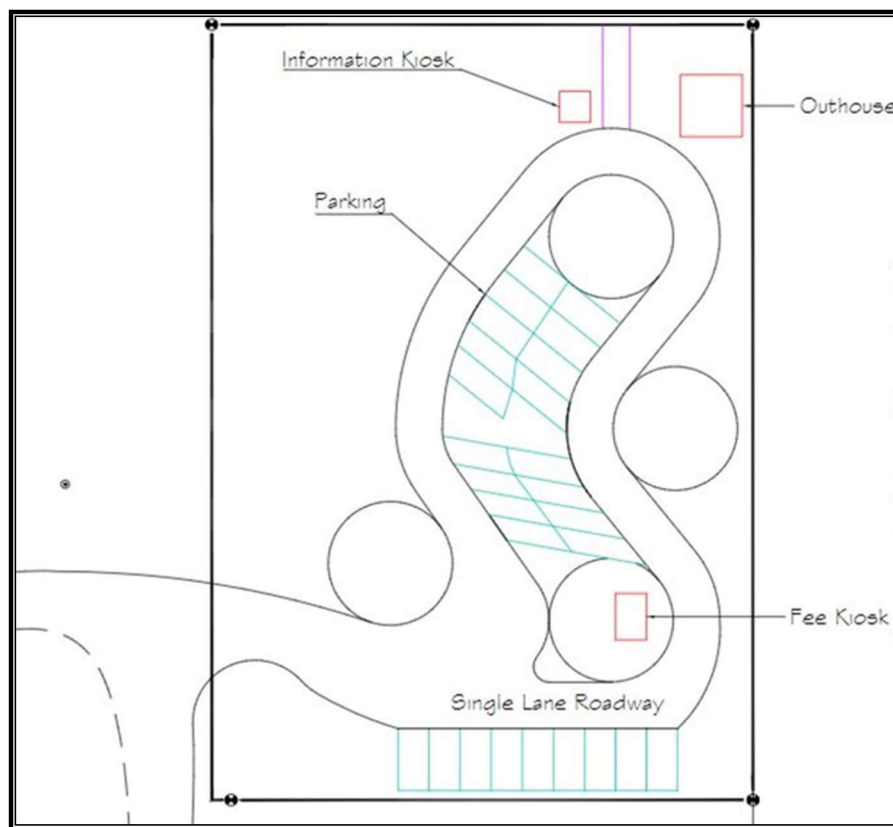 Information Kiosk
Outhouse
Parking
Fee Kiosk
Single Lane Roadway